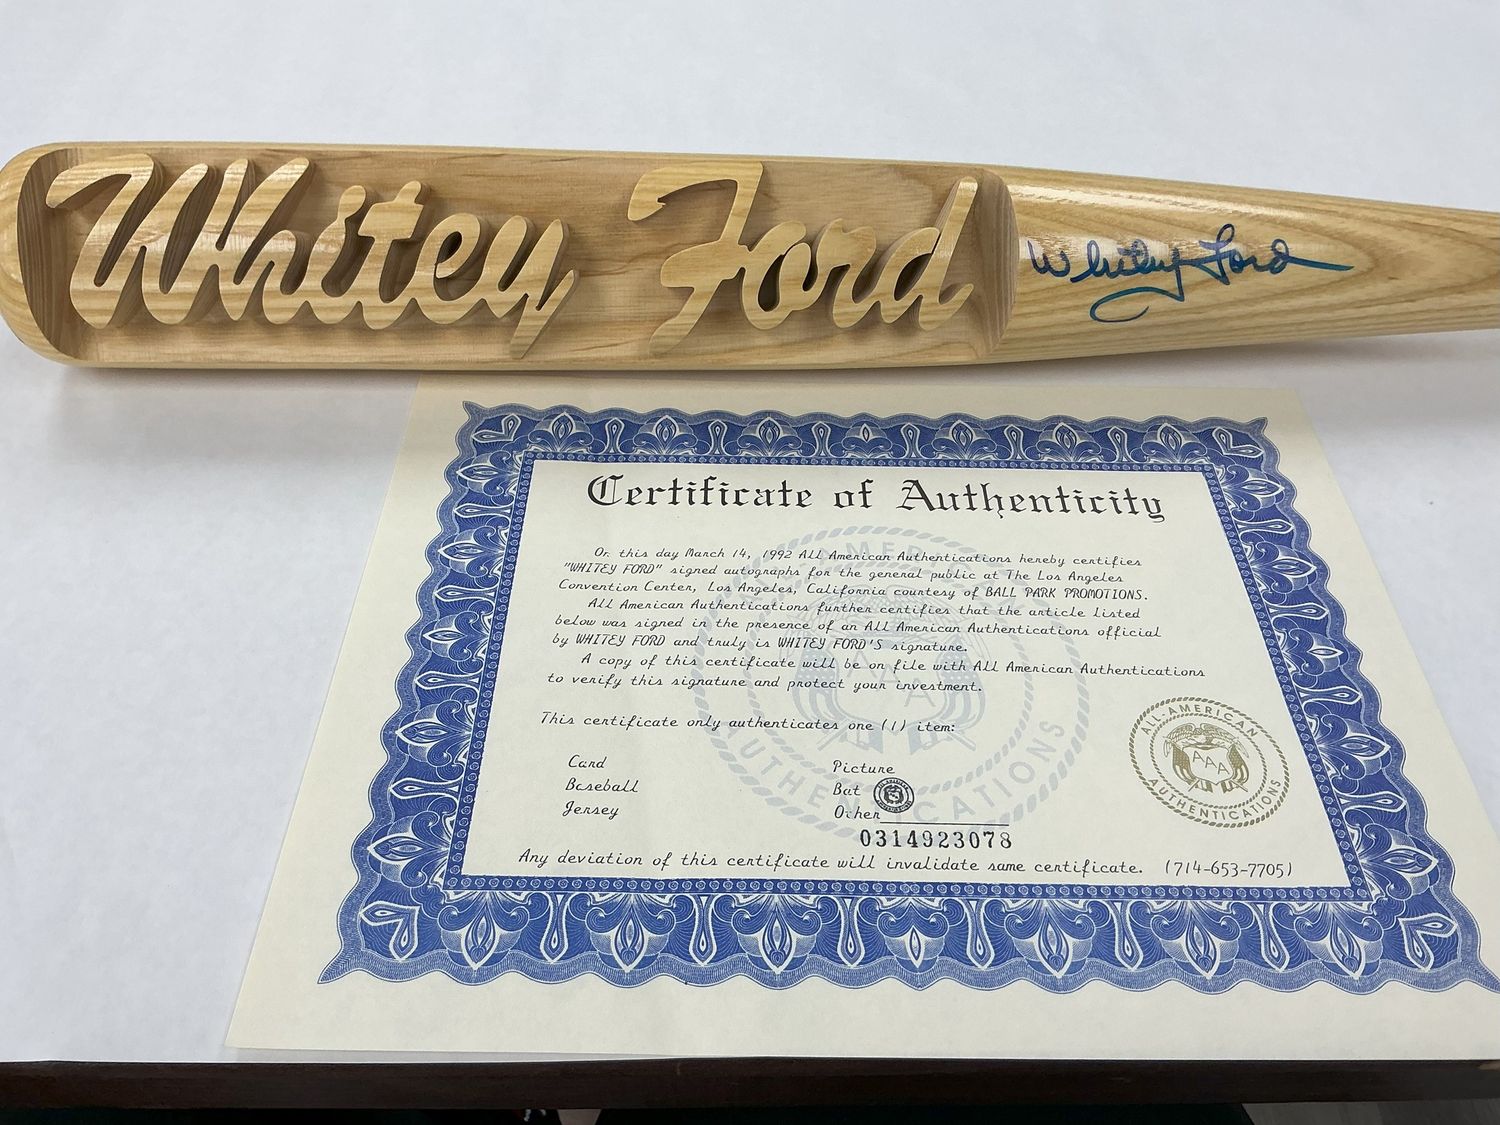 Whitey Ford
Whitey Ford
Certificate of Authenticity
On this day March 14, 1992 All American Authentications hereby certifies
"WHITEY FORD" signed autographs for the general public at The Los Angeles
Convention Center, Los Angeles, California courtesy of BALL PARK PROMOTIONS.
All American Authentications further certifies that the article listed
below was signed in the presence of an All American Authentications official
by WHITEY FORD and truly is WHITEY FORD'S signature.
A copy of this certificate will be on file with All American Authentications
to verify this signature and protect your investment.
This certificate only authenticates one (1) item:
Card Picture
Baseball Bat
Jersey Other
0314923078
Any deviation of this certificate will invalidate same certificate. (714-653-7705)
ALL AMERICAN
AAA
AUTHENTICATIONS
ALL AMERICAN
AAA
AUTHENTICATIONS